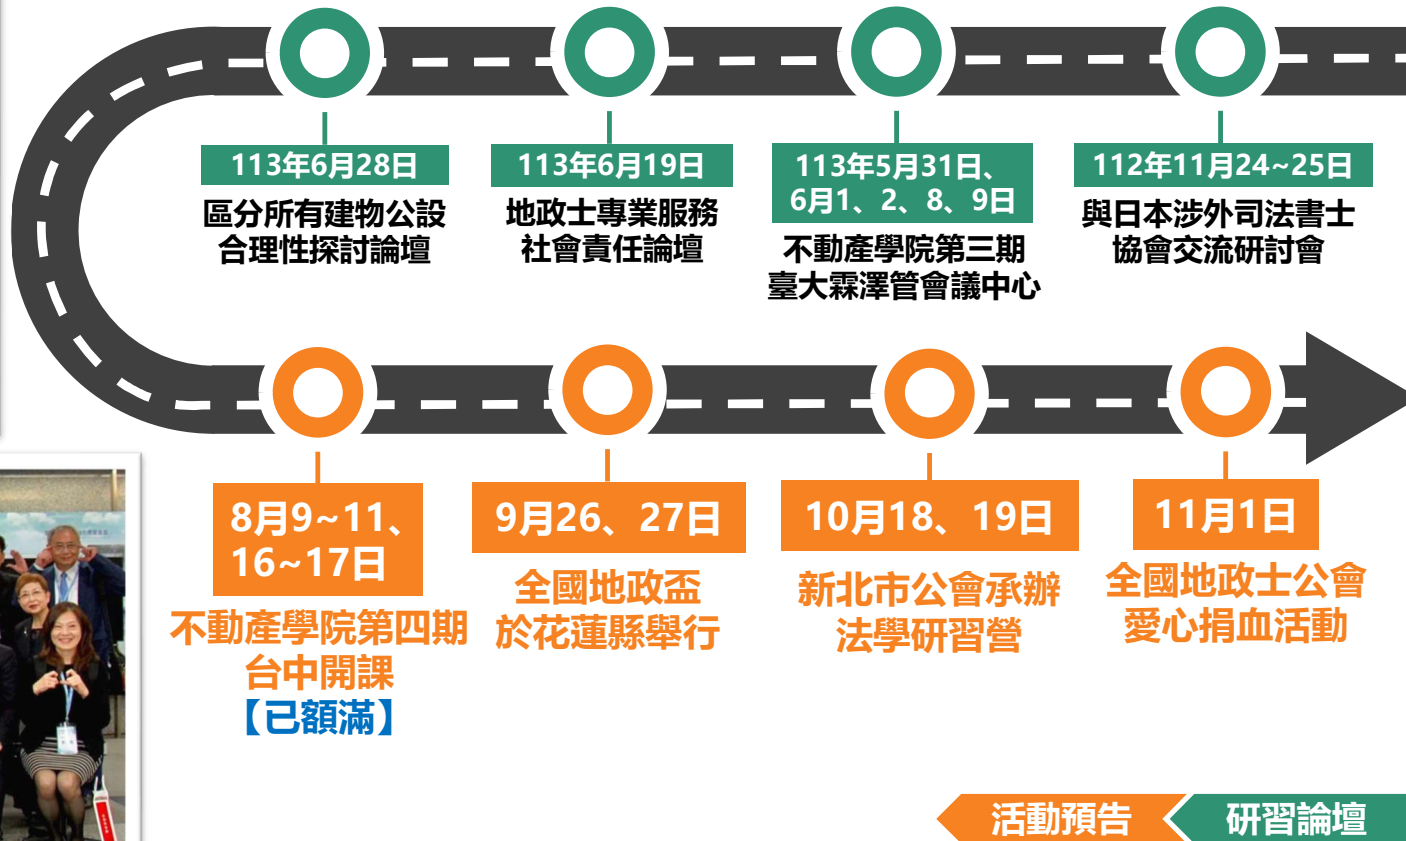 113年6月28日
區分所有建物公設
合理性探討論壇
113年6月19日
地政士專業服務
社會責任論壇
113年5月31日、
6月1、2、8、9日
不動產學院第三期
臺大霖澤管會議中心
112年11月24~25日
與日本涉外司法書士
協會交流研討會
8月9~11、
16~17日
不動產學院第四期
台中開課
【已額滿】
9月26、27日
全國地政盃
於花蓮縣舉行
10月18、19日
新北市公會承辦
法學研習營
11月1日
全國地政士公會
愛心捐血活動
活動預告
研習論壇